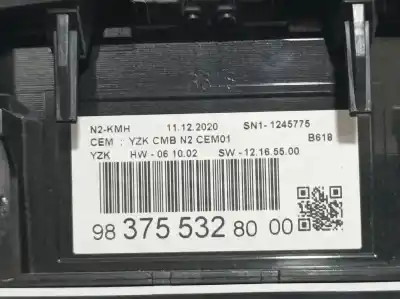 N2-KMH 11.12.2020 SN1-1245775
CEM : YZK CMB N2 CEM01 B618
YZK HW-06 10.02 SW-12.16.55.00
98 375 532 80 00